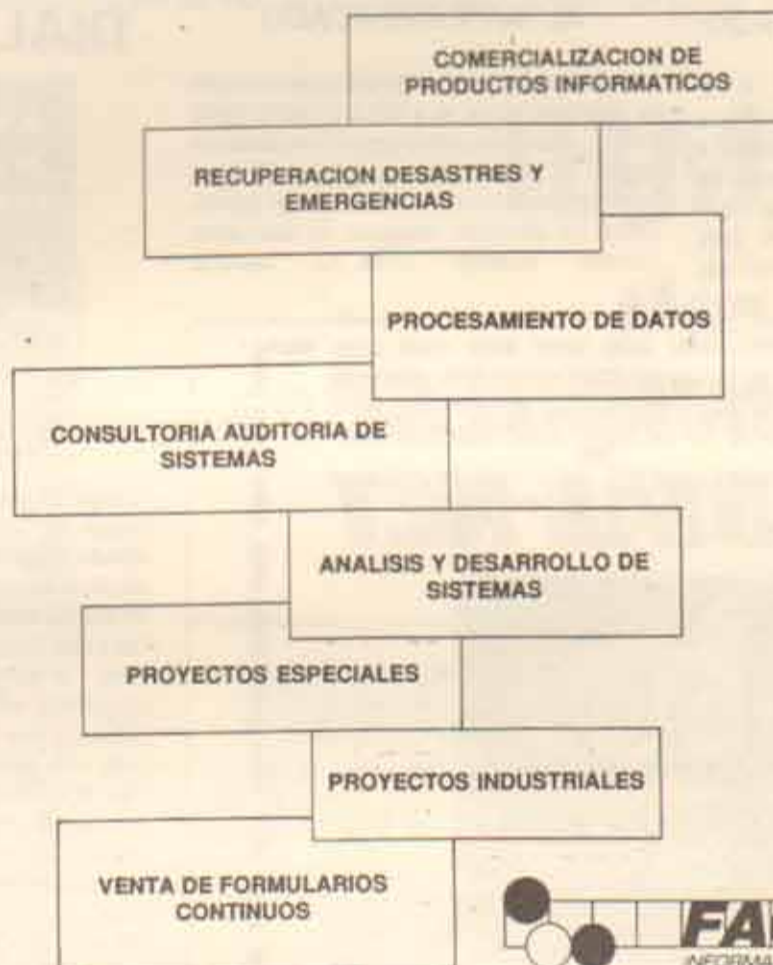 COMERCIALIZACION DE
PRODUCTOS INFORMATICOS
RECUPERACION DESASTRES Y
EMERGENCIAS
PROCESAMIENTO DE DATOS
CONSULTORIA AUDITORIA DE
SISTEMAS
ANALISIS Y DESARROLLO DE
SISTEMAS
PROYECTOS ESPECIALES
PROYECTOS INDUSTRIALES
VENTA DE FORMULARIOS
CONTINUOS